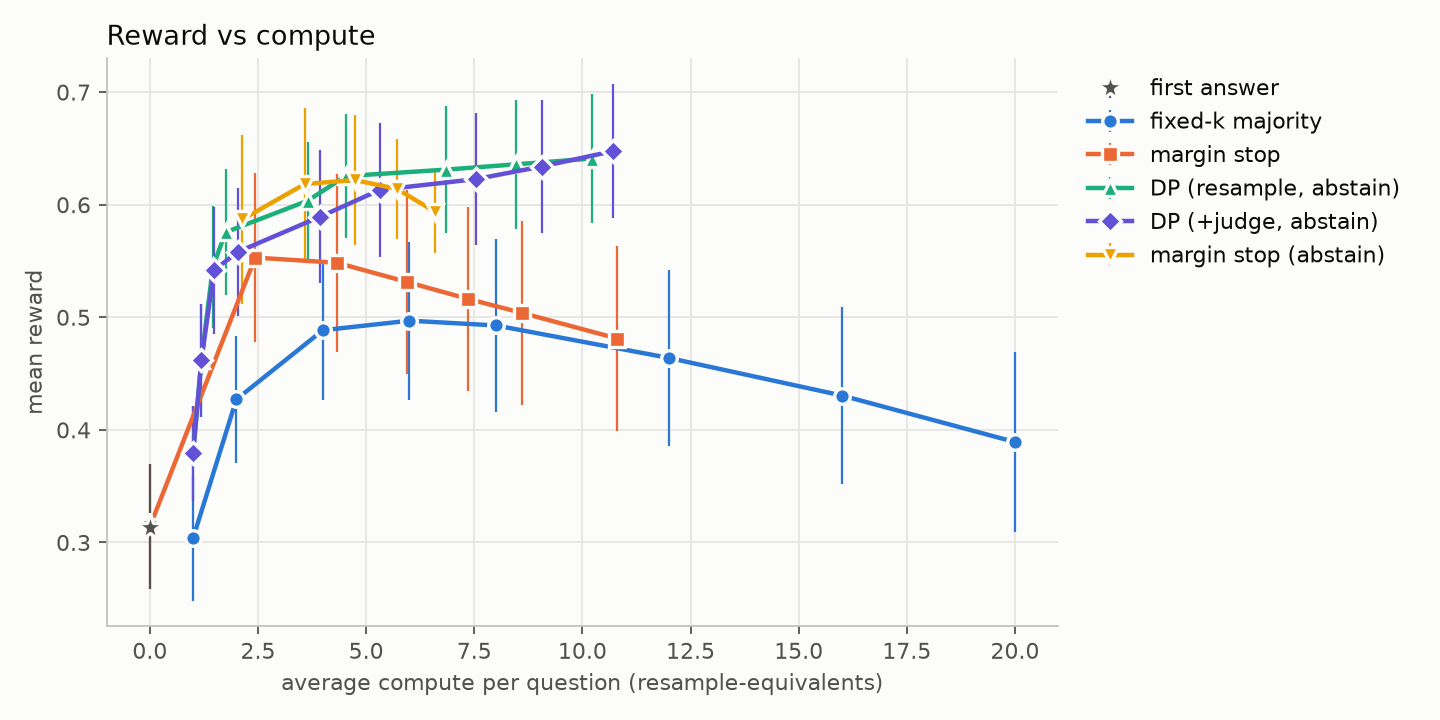 Reward vs compute
0.7
0.6
0.5
0.4
0.3
mean reward
0.0 2.5 5.0 7.5 10.0 12.5 15.0 17.5 20.0
average compute per question (resample-equivalents)
first answer
fixed-k majority
margin stop
DP (resample, abstain)
DP (+judge, abstain)
margin stop (abstain)